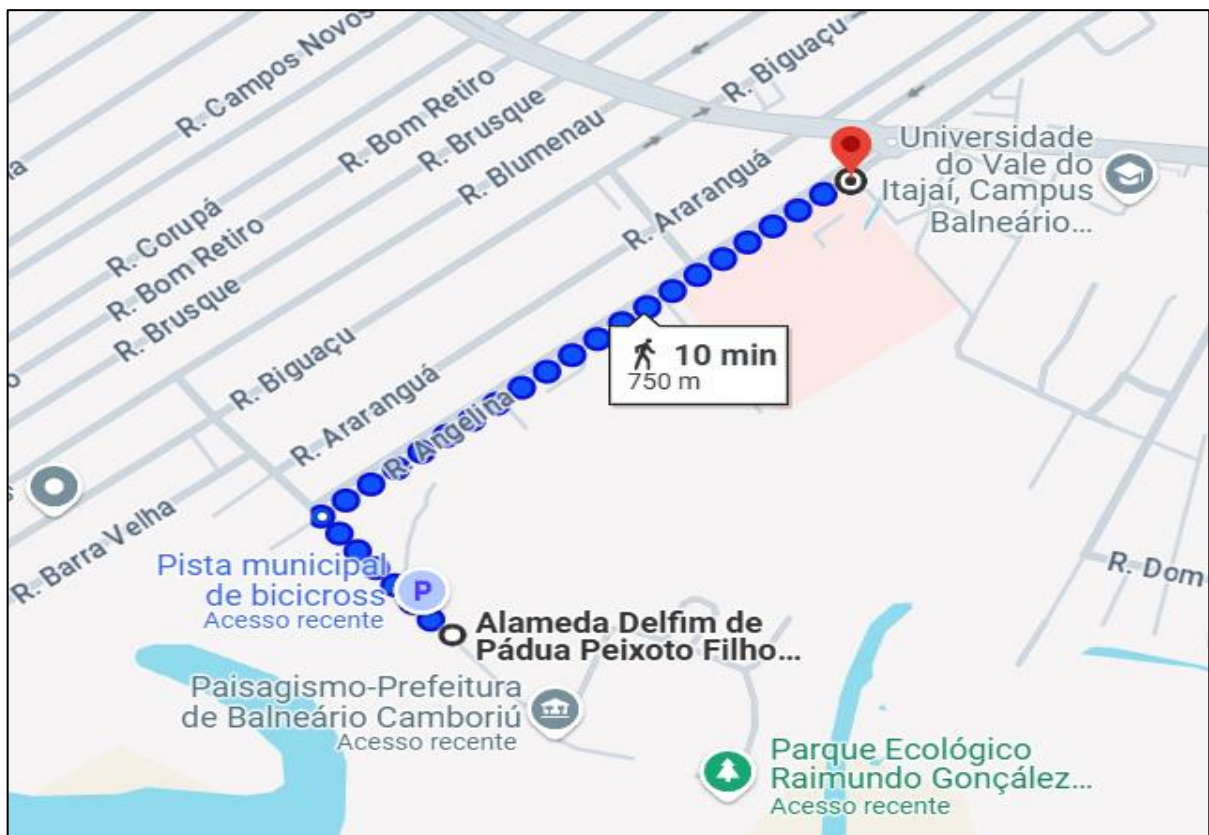 R. Campos Novos
R. Biguaçu
R. Bom Retiro
R. Brusque
R. Blumenau
Universidade
do Vale do
Itajaí, Campus
Balneário...
R. Araranguá
R. Corupá
R. Bom Retiro
R. Brusque
10 min
750 m
R. Biguaçu
R. Araranguá
R. Angelina
R. Barra Velha
Pista municipal
de bicicross
Acesso recente
P
R. Dom
Alameda Delfim de
Pádua Peixoto Filho...
Paisagismo-Prefeitura
de Balneário Camboriú
Acesso recente
Parque Ecológico
Raimundo Gonçález...
Acesso recente